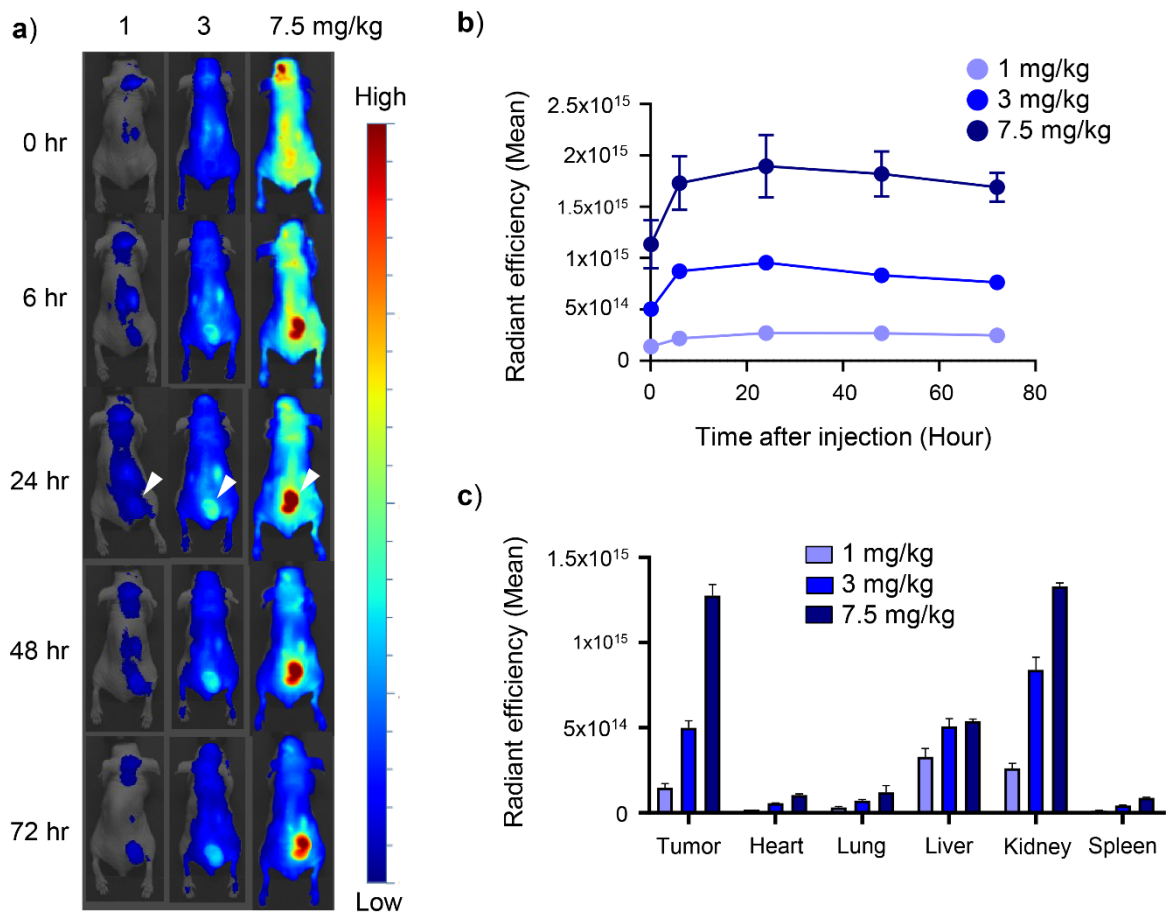 a)
1 3 7.5 mg/kg
High
0 hr
6 hr
24 hr
48 hr
72 hr
Low
b)
1 mg/kg
3 mg/kg
7.5 mg/kg
Radiant efficiency (Mean)
2.5x10¹⁵
2x10¹⁵
1.5x10¹⁵
1x10¹⁵
5x10¹⁴
0
0 20 40 60 80
Time after injection (Hour)
c)
1 mg/kg
3 mg/kg
7.5 mg/kg
Radiant efficiency (Mean)
1.5x10¹⁵
1x10¹⁵
5x10¹⁴
0
Tumor Heart Lung Liver Kidney Spleen